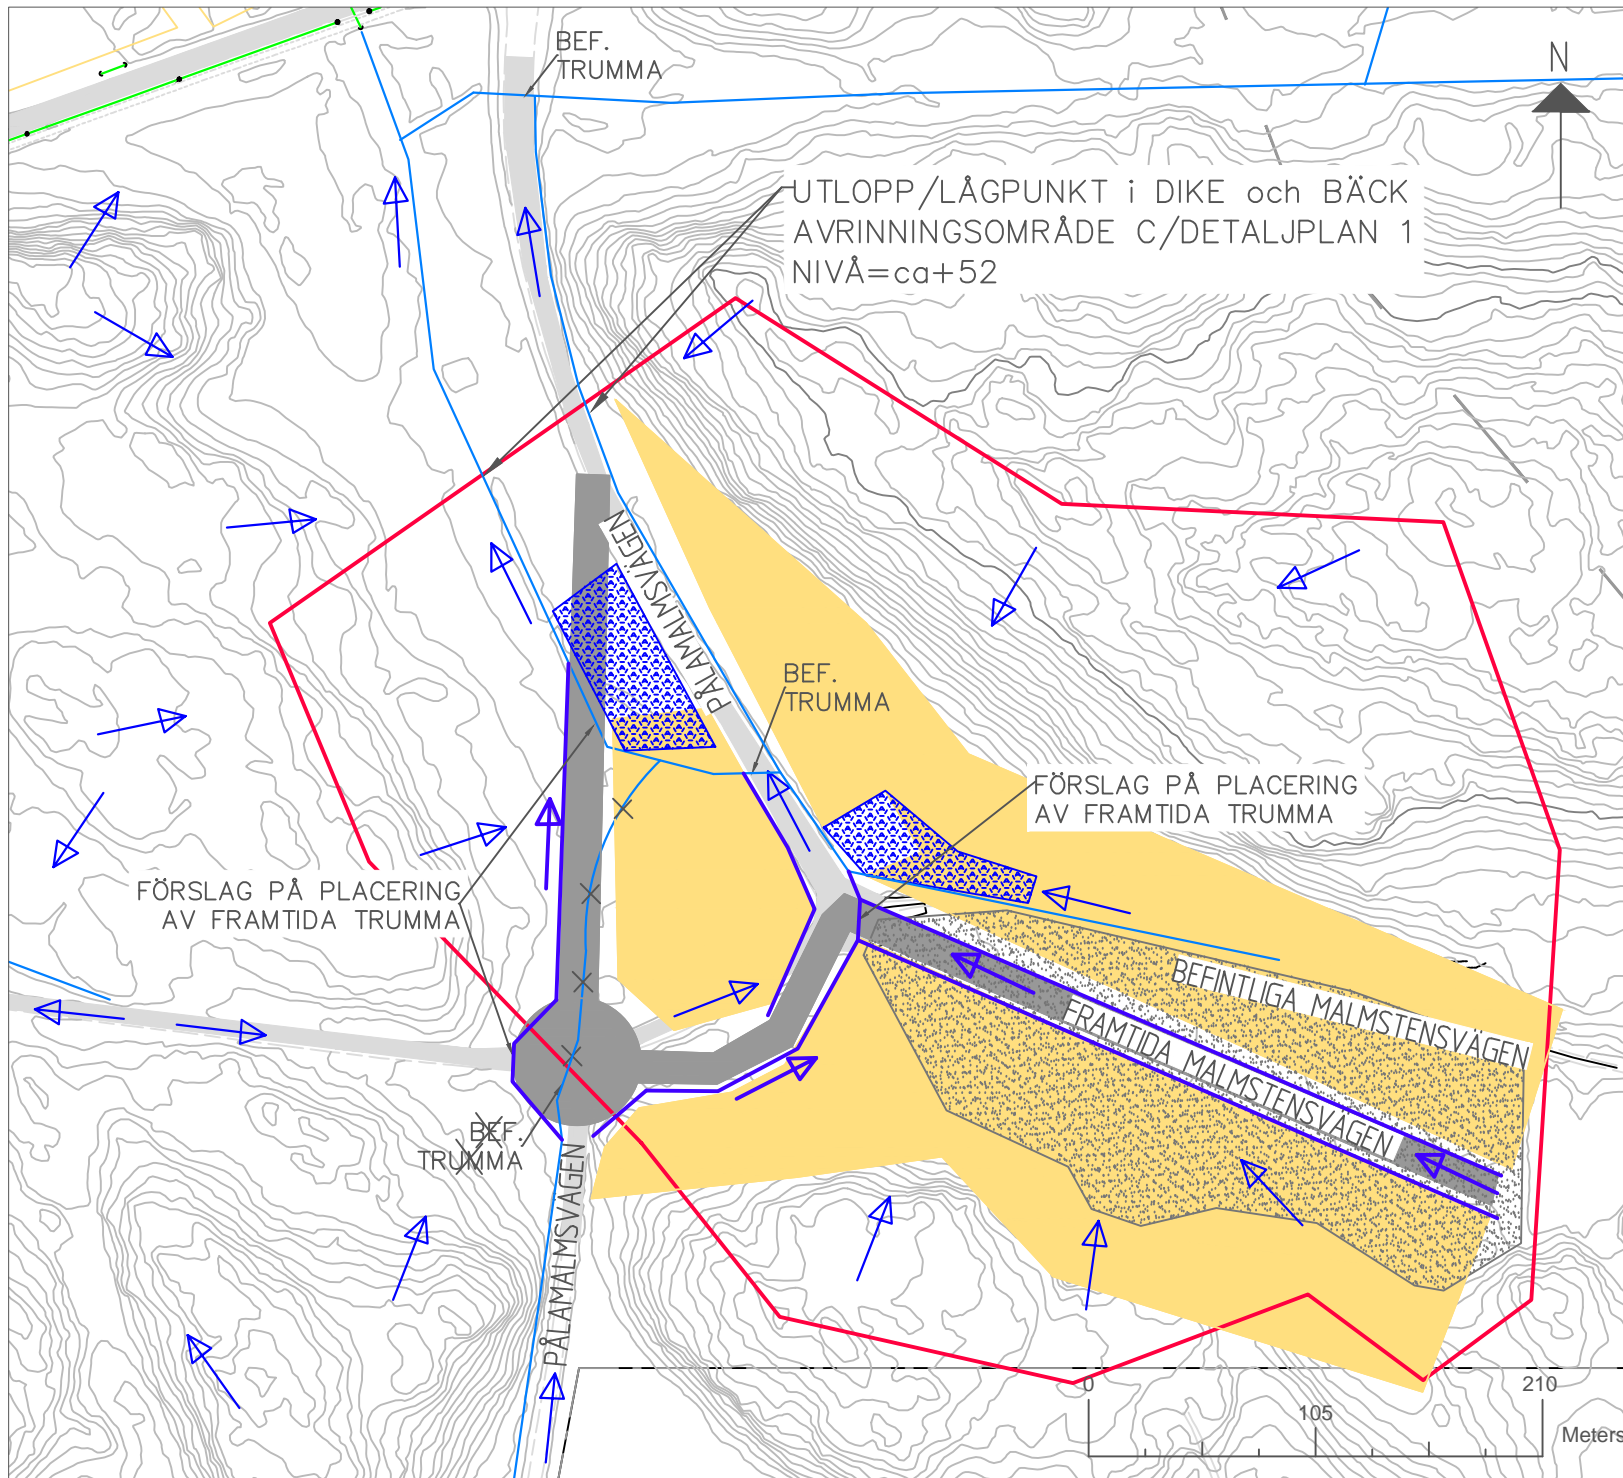 BEF.
TRUMMA
N
UTLOPP/LÅGPUNKT i DIKE och BÄCK
AVRINNINGSOMRÅDE C/DETALJPLAN 1
NIVÅ=ca+52
PÅLAMALMSVÄGEN
BEF.
TRUMMA
FÖRSLAG PÅ PLACERING
AV FRAMTIDA TRUMMA
FÖRSLAG PÅ PLACERING
AV FRAMTIDA TRUMMA
BEFINTLIGA MALMSTENSVÄGEN
FRAMTIDA MALMSTENSVÄGEN
BEF.
TRUMMA
PÅLAMALMSVÄGEN
0
105
210
Meters